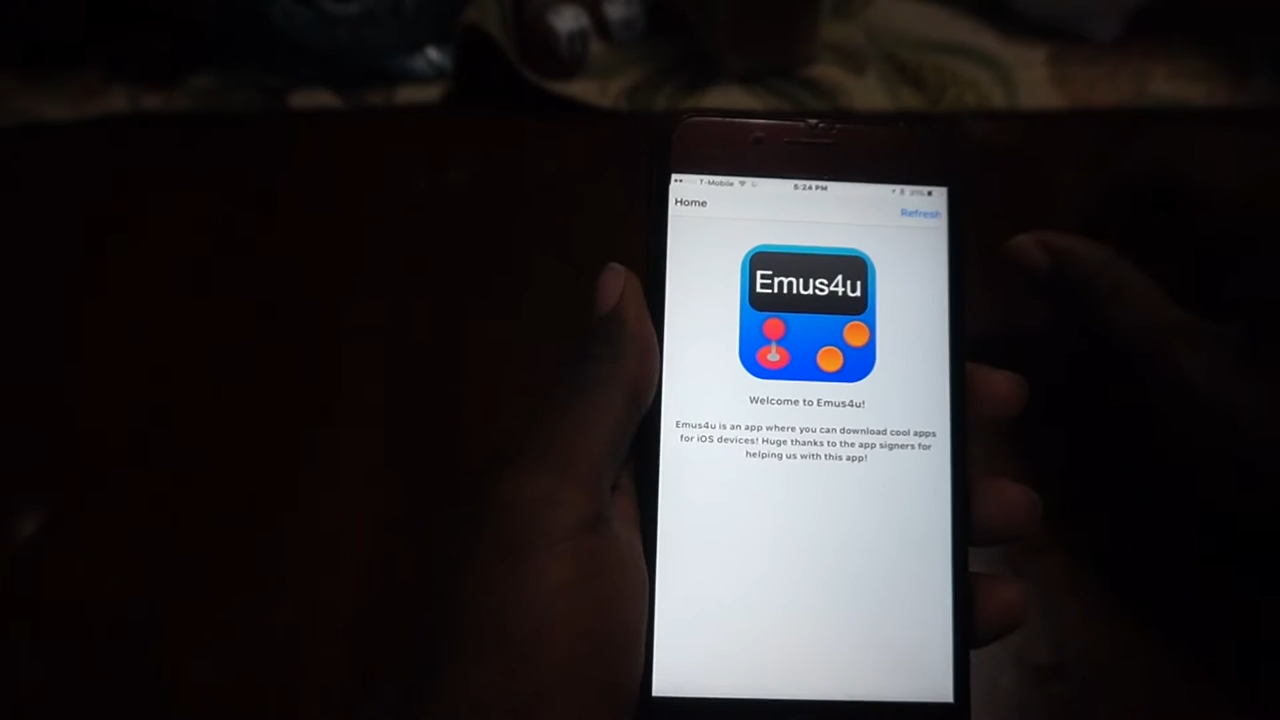 T-Mobile 5:24 PM
Home
Refresh
Emus4u
Welcome to Emus4u!
Emus4u is an app where you can download cool apps
for iOS devices! Huge thanks to the app signers for
helping us with this app!